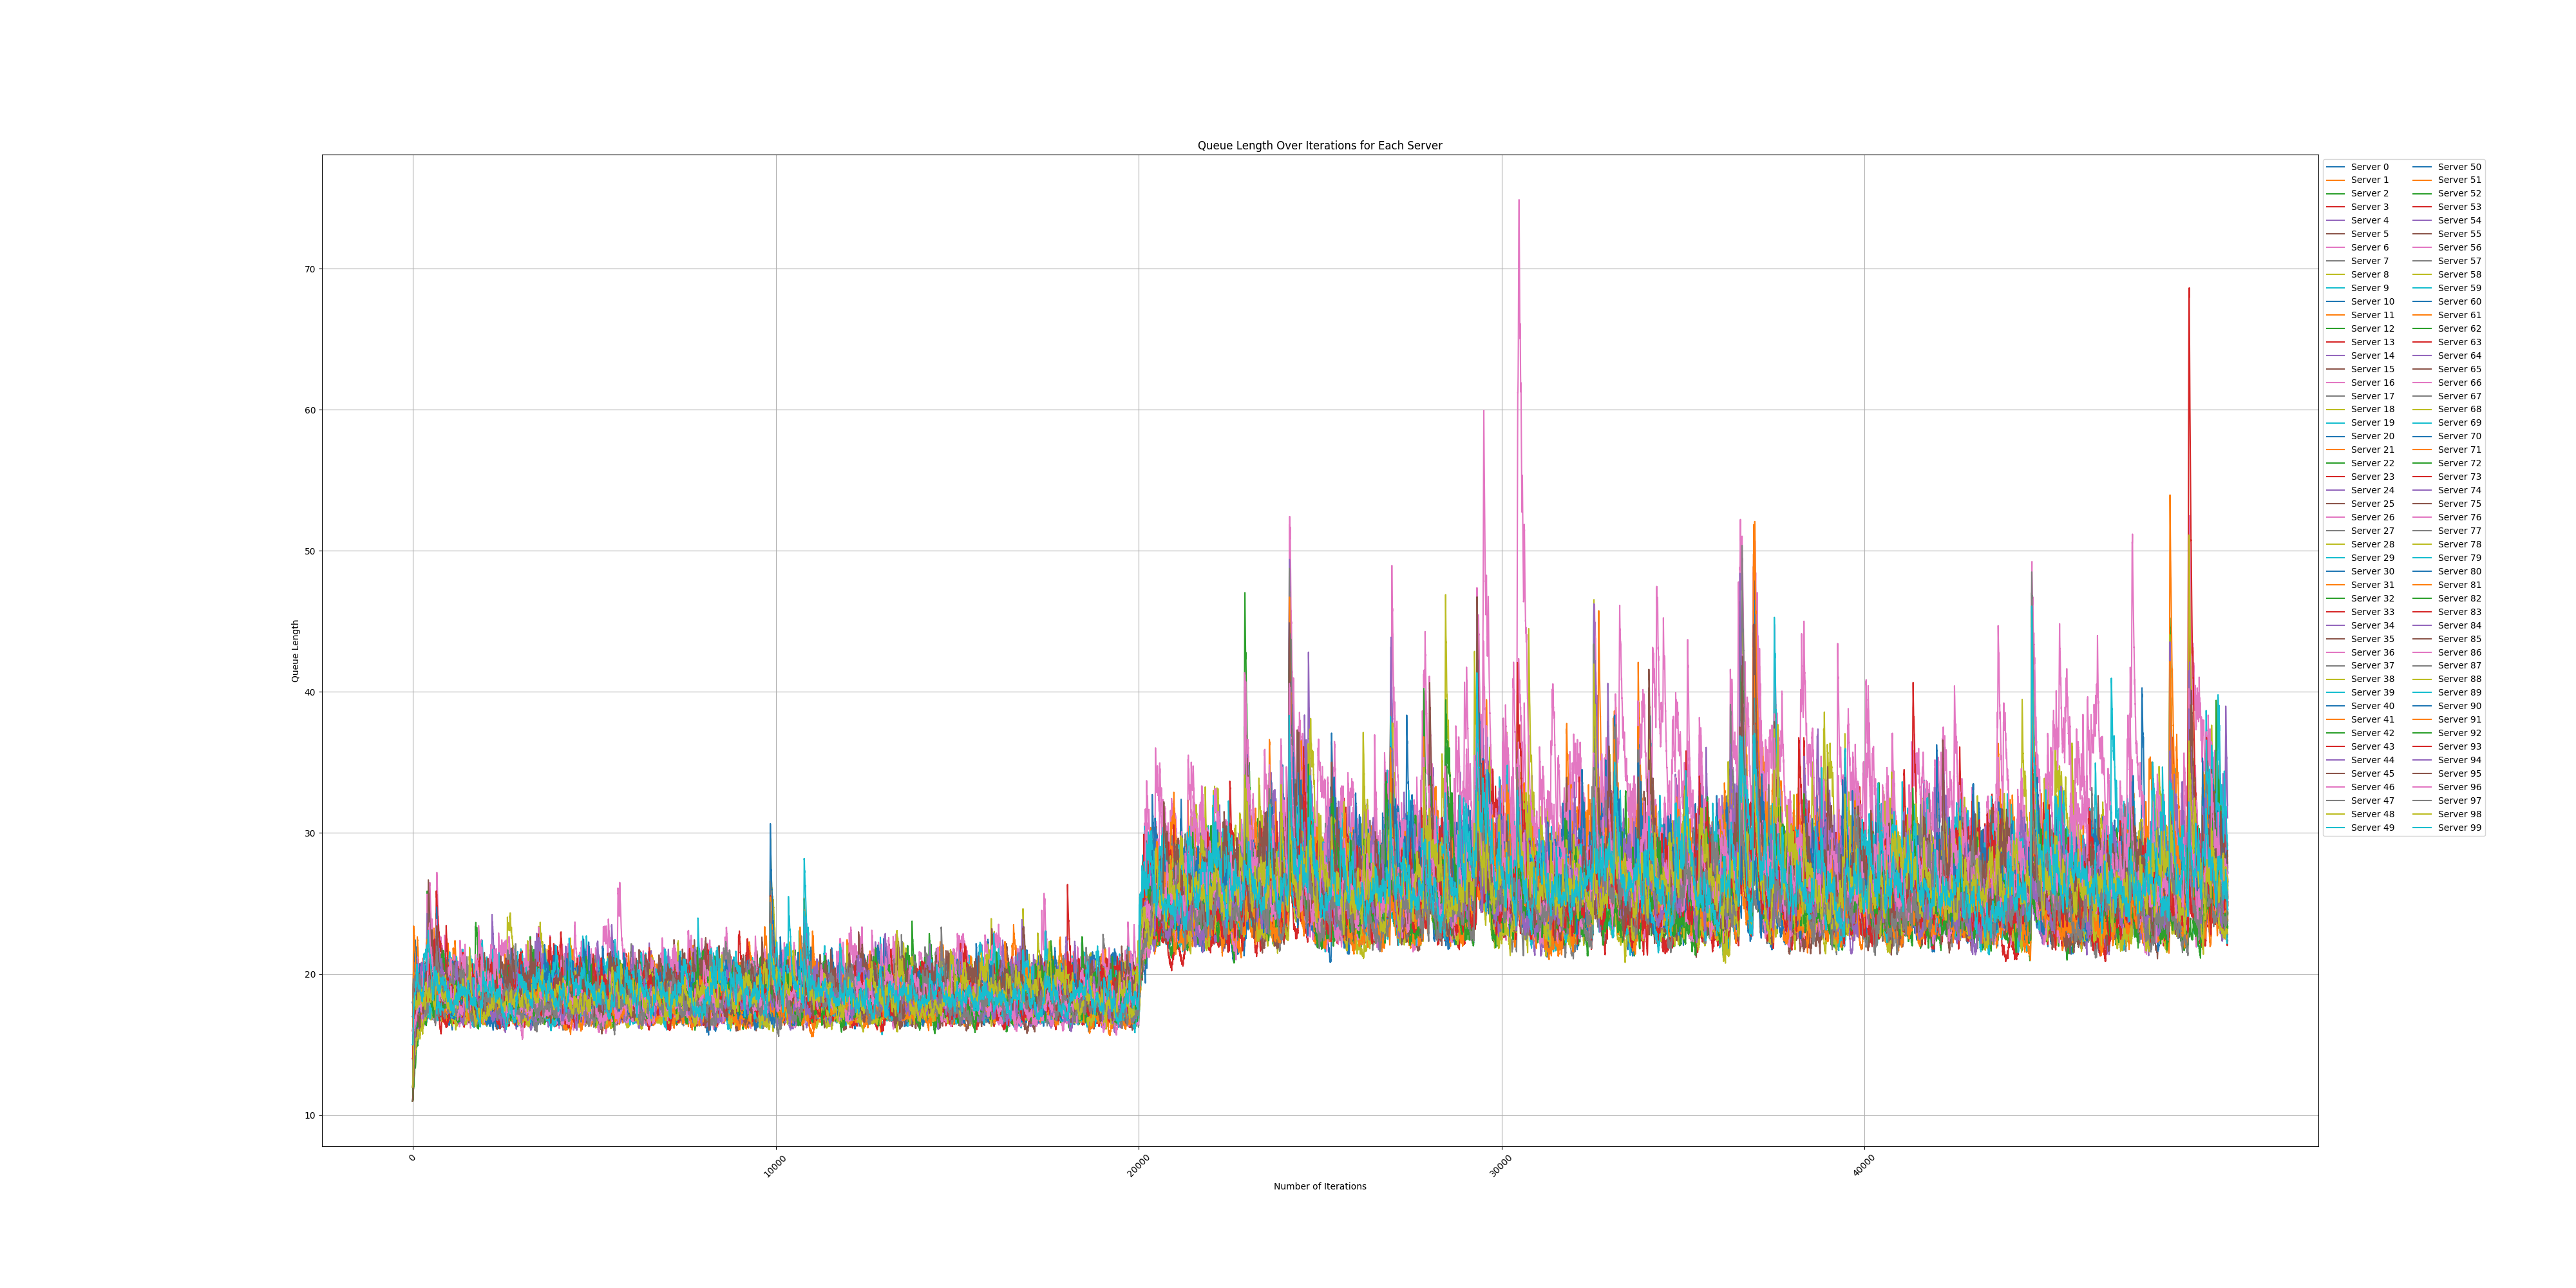 Queue Length Over Iterations for Each Server
70
60
50
40
30
20
10
Queue Length
0
10000
20000
30000
40000
Number of Iterations
Server 0
Server 1
Server 2
Server 3
Server 4
Server 5
Server 6
Server 7
Server 8
Server 9
Server 10
Server 11
Server 12
Server 13
Server 14
Server 15
Server 16
Server 17
Server 18
Server 19
Server 20
Server 21
Server 22
Server 23
Server 24
Server 25
Server 26
Server 27
Server 28
Server 29
Server 30
Server 31
Server 32
Server 33
Server 34
Server 35
Server 36
Server 37
Server 38
Server 39
Server 40
Server 41
Server 42
Server 43
Server 44
Server 45
Server 46
Server 47
Server 48
Server 49
Server 50
Server 51
Server 52
Server 53
Server 54
Server 55
Server 56
Server 57
Server 58
Server 59
Server 60
Server 61
Server 62
Server 63
Server 64
Server 65
Server 66
Server 67
Server 68
Server 69
Server 70
Server 71
Server 72
Server 73
Server 74
Server 75
Server 76
Server 77
Server 78
Server 79
Server 80
Server 81
Server 82
Server 83
Server 84
Server 85
Server 86
Server 87
Server 88
Server 89
Server 90
Server 91
Server 92
Server 93
Server 94
Server 95
Server 96
Server 97
Server 98
Server 99